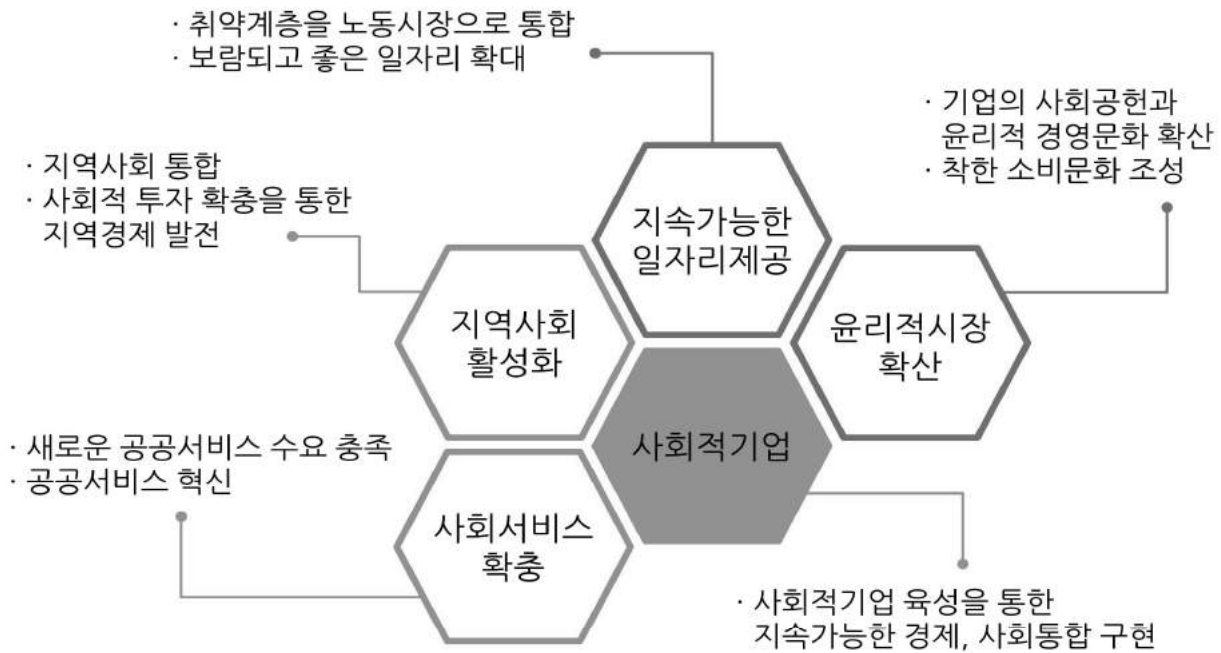 · 취약계층을 노동시장으로 통합
· 보람되고 좋은 일자리 확대
· 기업의 사회공헌과
윤리적 경영문화 확산
· 착한 소비문화 조성
· 지역사회 통합
· 사회적 투자 확충을 통한
지역경제 발전
지속가능한
일자리제공
지역사회
활성화
윤리적시장
확산
사회적기업
· 새로운 공공서비스 수요 충족
· 공공서비스 혁신
사회서비스
확충
· 사회적기업 육성을 통한
지속가능한 경제, 사회통합 구현